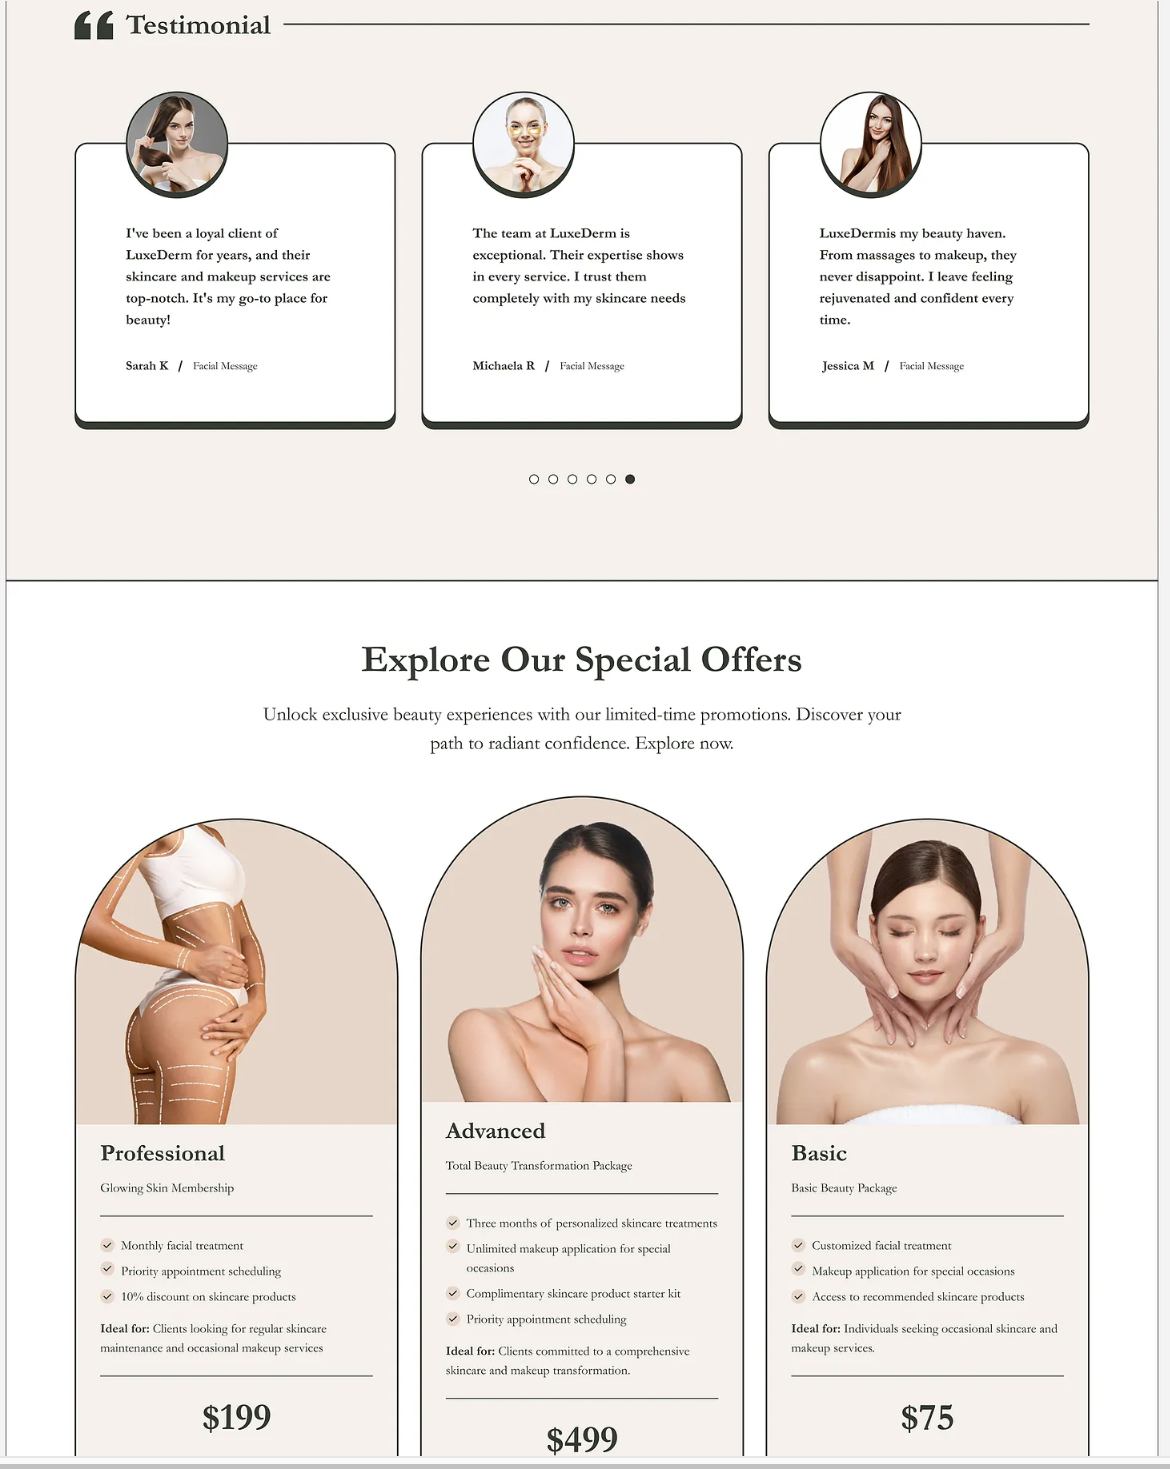 Testimonial
I've been a loyal client of
LuxeDerm for years, and their
skincare and makeup services are
top-notch. It's my go-to place for
beauty!
Sarah K / Facial Message
The team at LuxeDerm is
exceptional. Their expertise shows
in every service. I trust them
completely with my skincare needs
Michaela R / Facial Message
LuxeDermis my beauty haven.
From massages to makeup, they
never disappoint. I leave feeling
rejuvenated and confident every
time.
Jessica M / Facial Message
Explore Our Special Offers
Unlock exclusive beauty experiences with our limited-time promotions. Discover your
path to radiant confidence. Explore now.
Professional
Glowing Skin Membership
Monthly facial treatment
Priority appointment scheduling
10% discount on skincare products
Ideal for: Clients looking for regular skincare
maintenance and occasional makeup services
$199
Advanced
Total Beauty Transformation Package
Three months of personalized skincare treatments
Unlimited makeup application for special
occasions
Complimentary skincare product starter kit
Priority appointment scheduling
Ideal for: Clients committed to a comprehensive
skincare and makeup transformation.
$499
Basic
Basic Beauty Package
Customized facial treatment
Makeup application for special occasions
Access to recommended skincare products
Ideal for: Individuals seeking occasional skincare and
makeup services.
$75